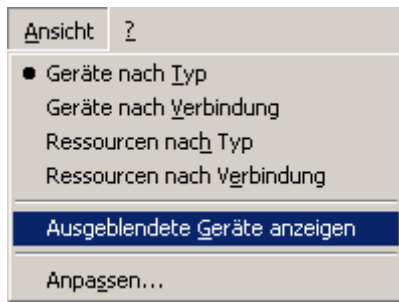 Ansicht ?
Geräte nach Typ
Geräte nach Verbindung
Ressourcen nach Typ
Ressourcen nach Verbindung
Ausgeblendete Geräte anzeigen
Anpassen...